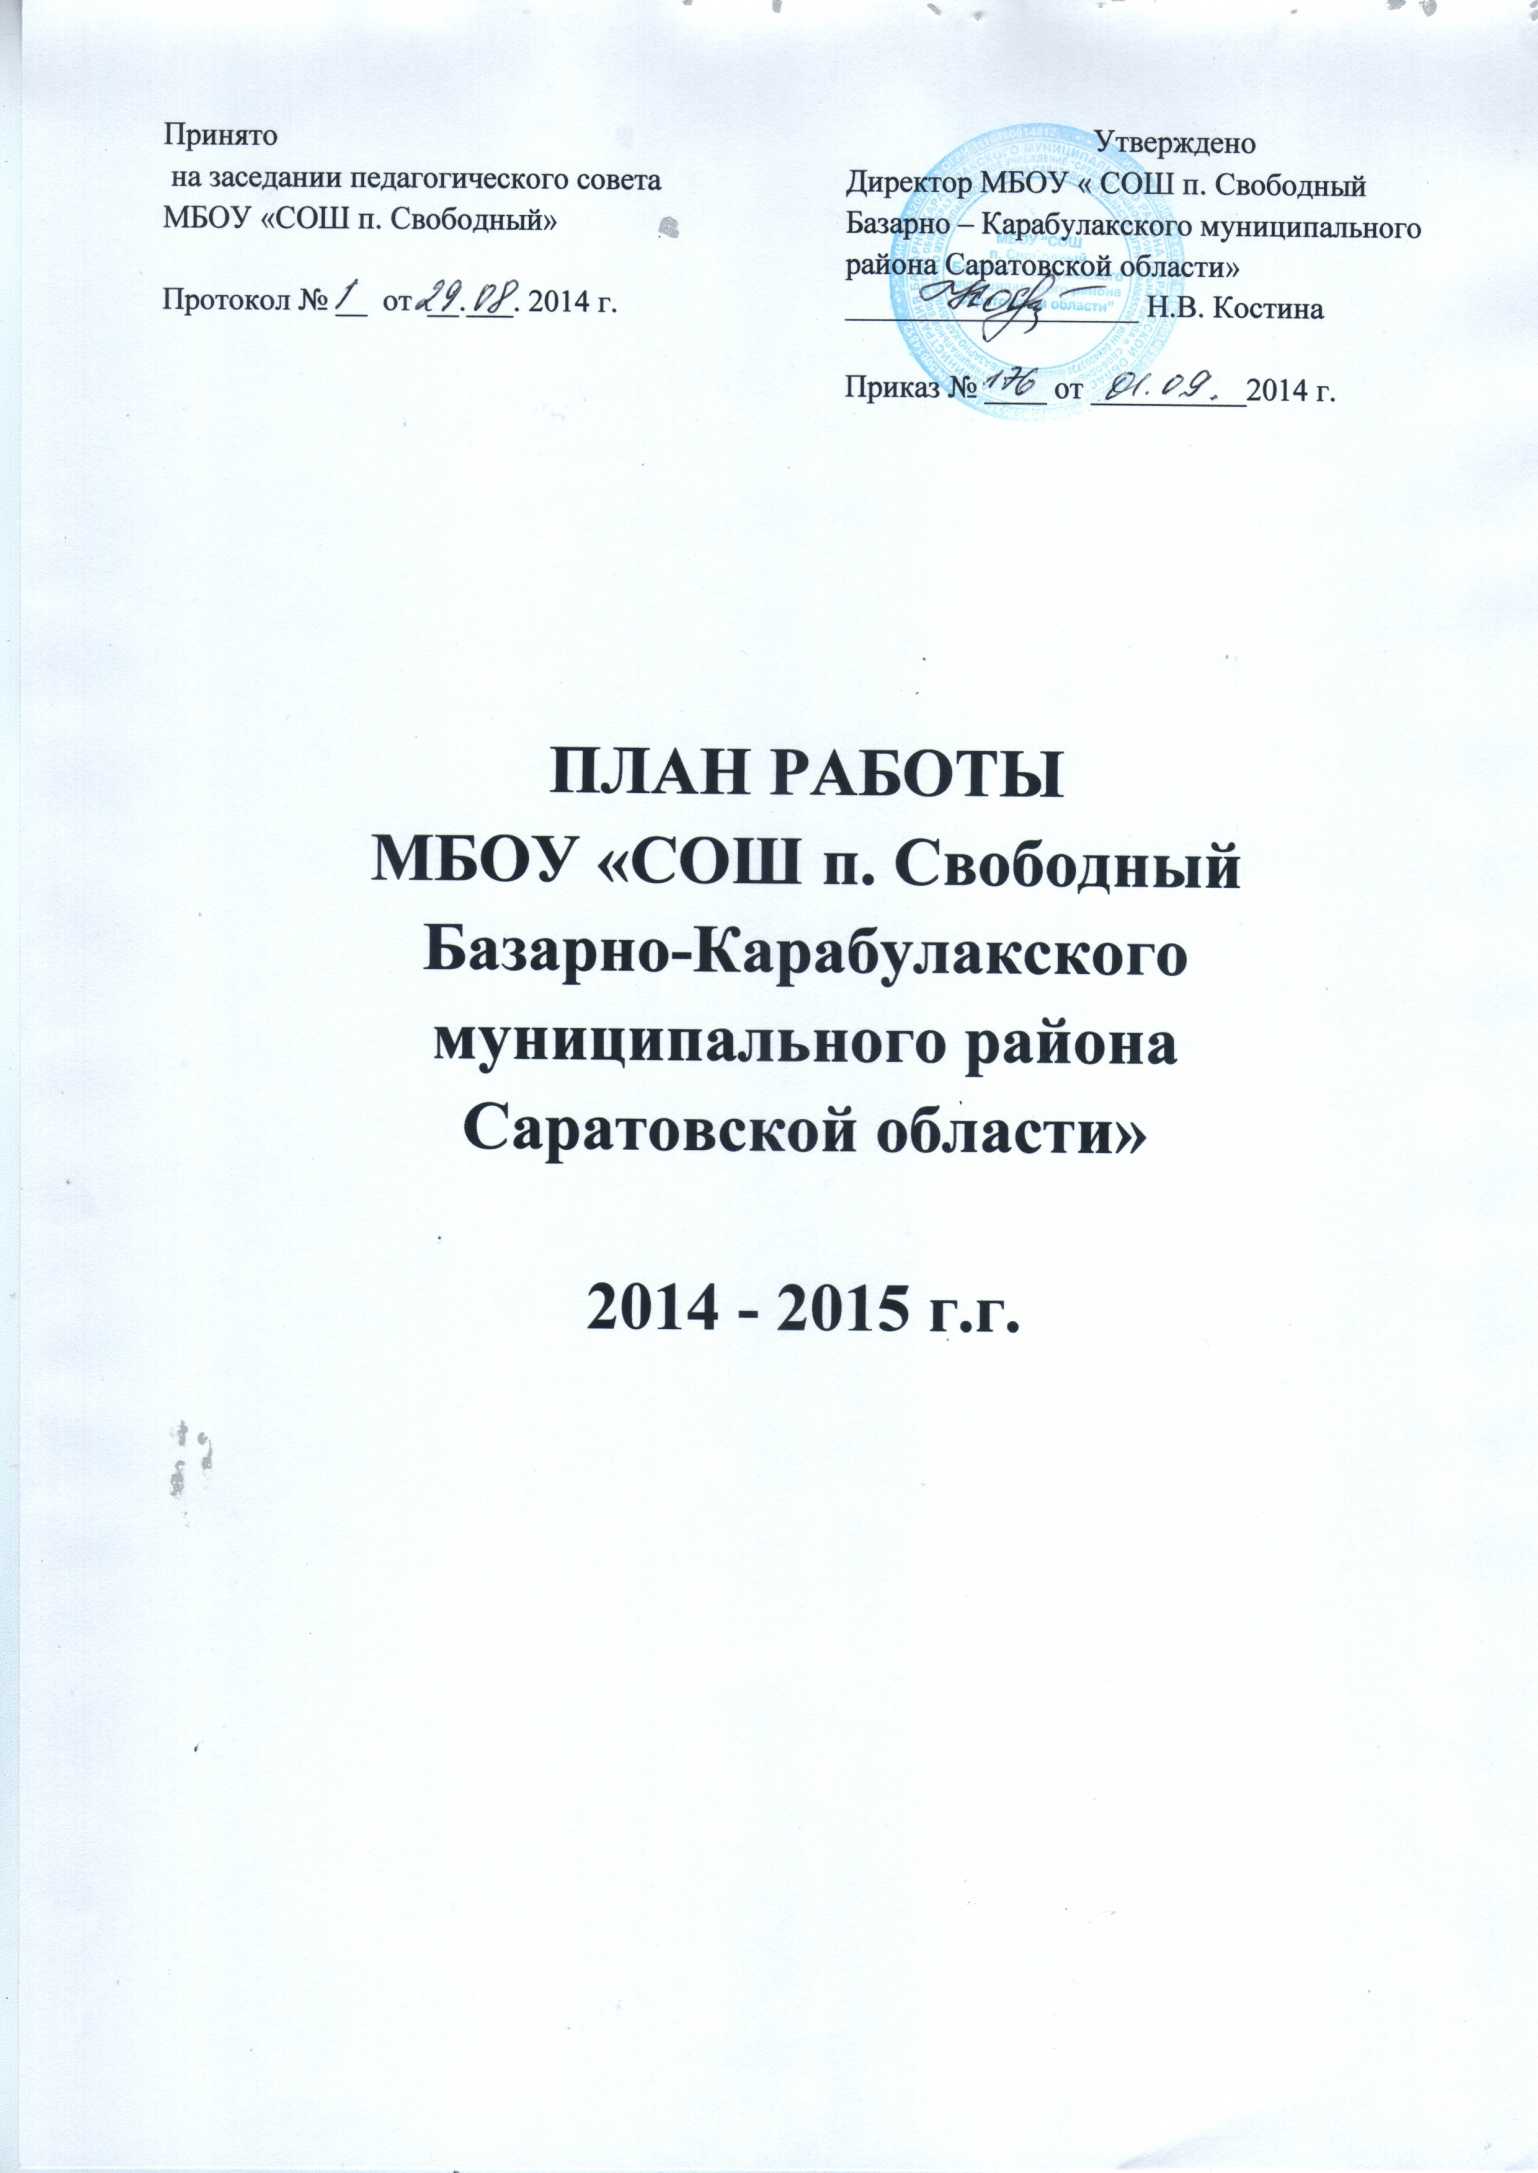 Принято
на заседании педагогического совета
МБОУ «СОШ п. Свободный»
Протокол № 1 от 29.08. 2014 г.
Утверждено
Директор МБОУ « СОШ п. Свободный
Базарно – Карабулакского муниципального
района Саратовской области»
Н.В. Костина
Приказ № 176 от 01.09. 2014 г.
ПЛАН РАБОТЫ
МБОУ «СОШ п. Свободный
Базарно-Карабулакского
муниципального района
Саратовской области»
2014 - 2015 г.г.